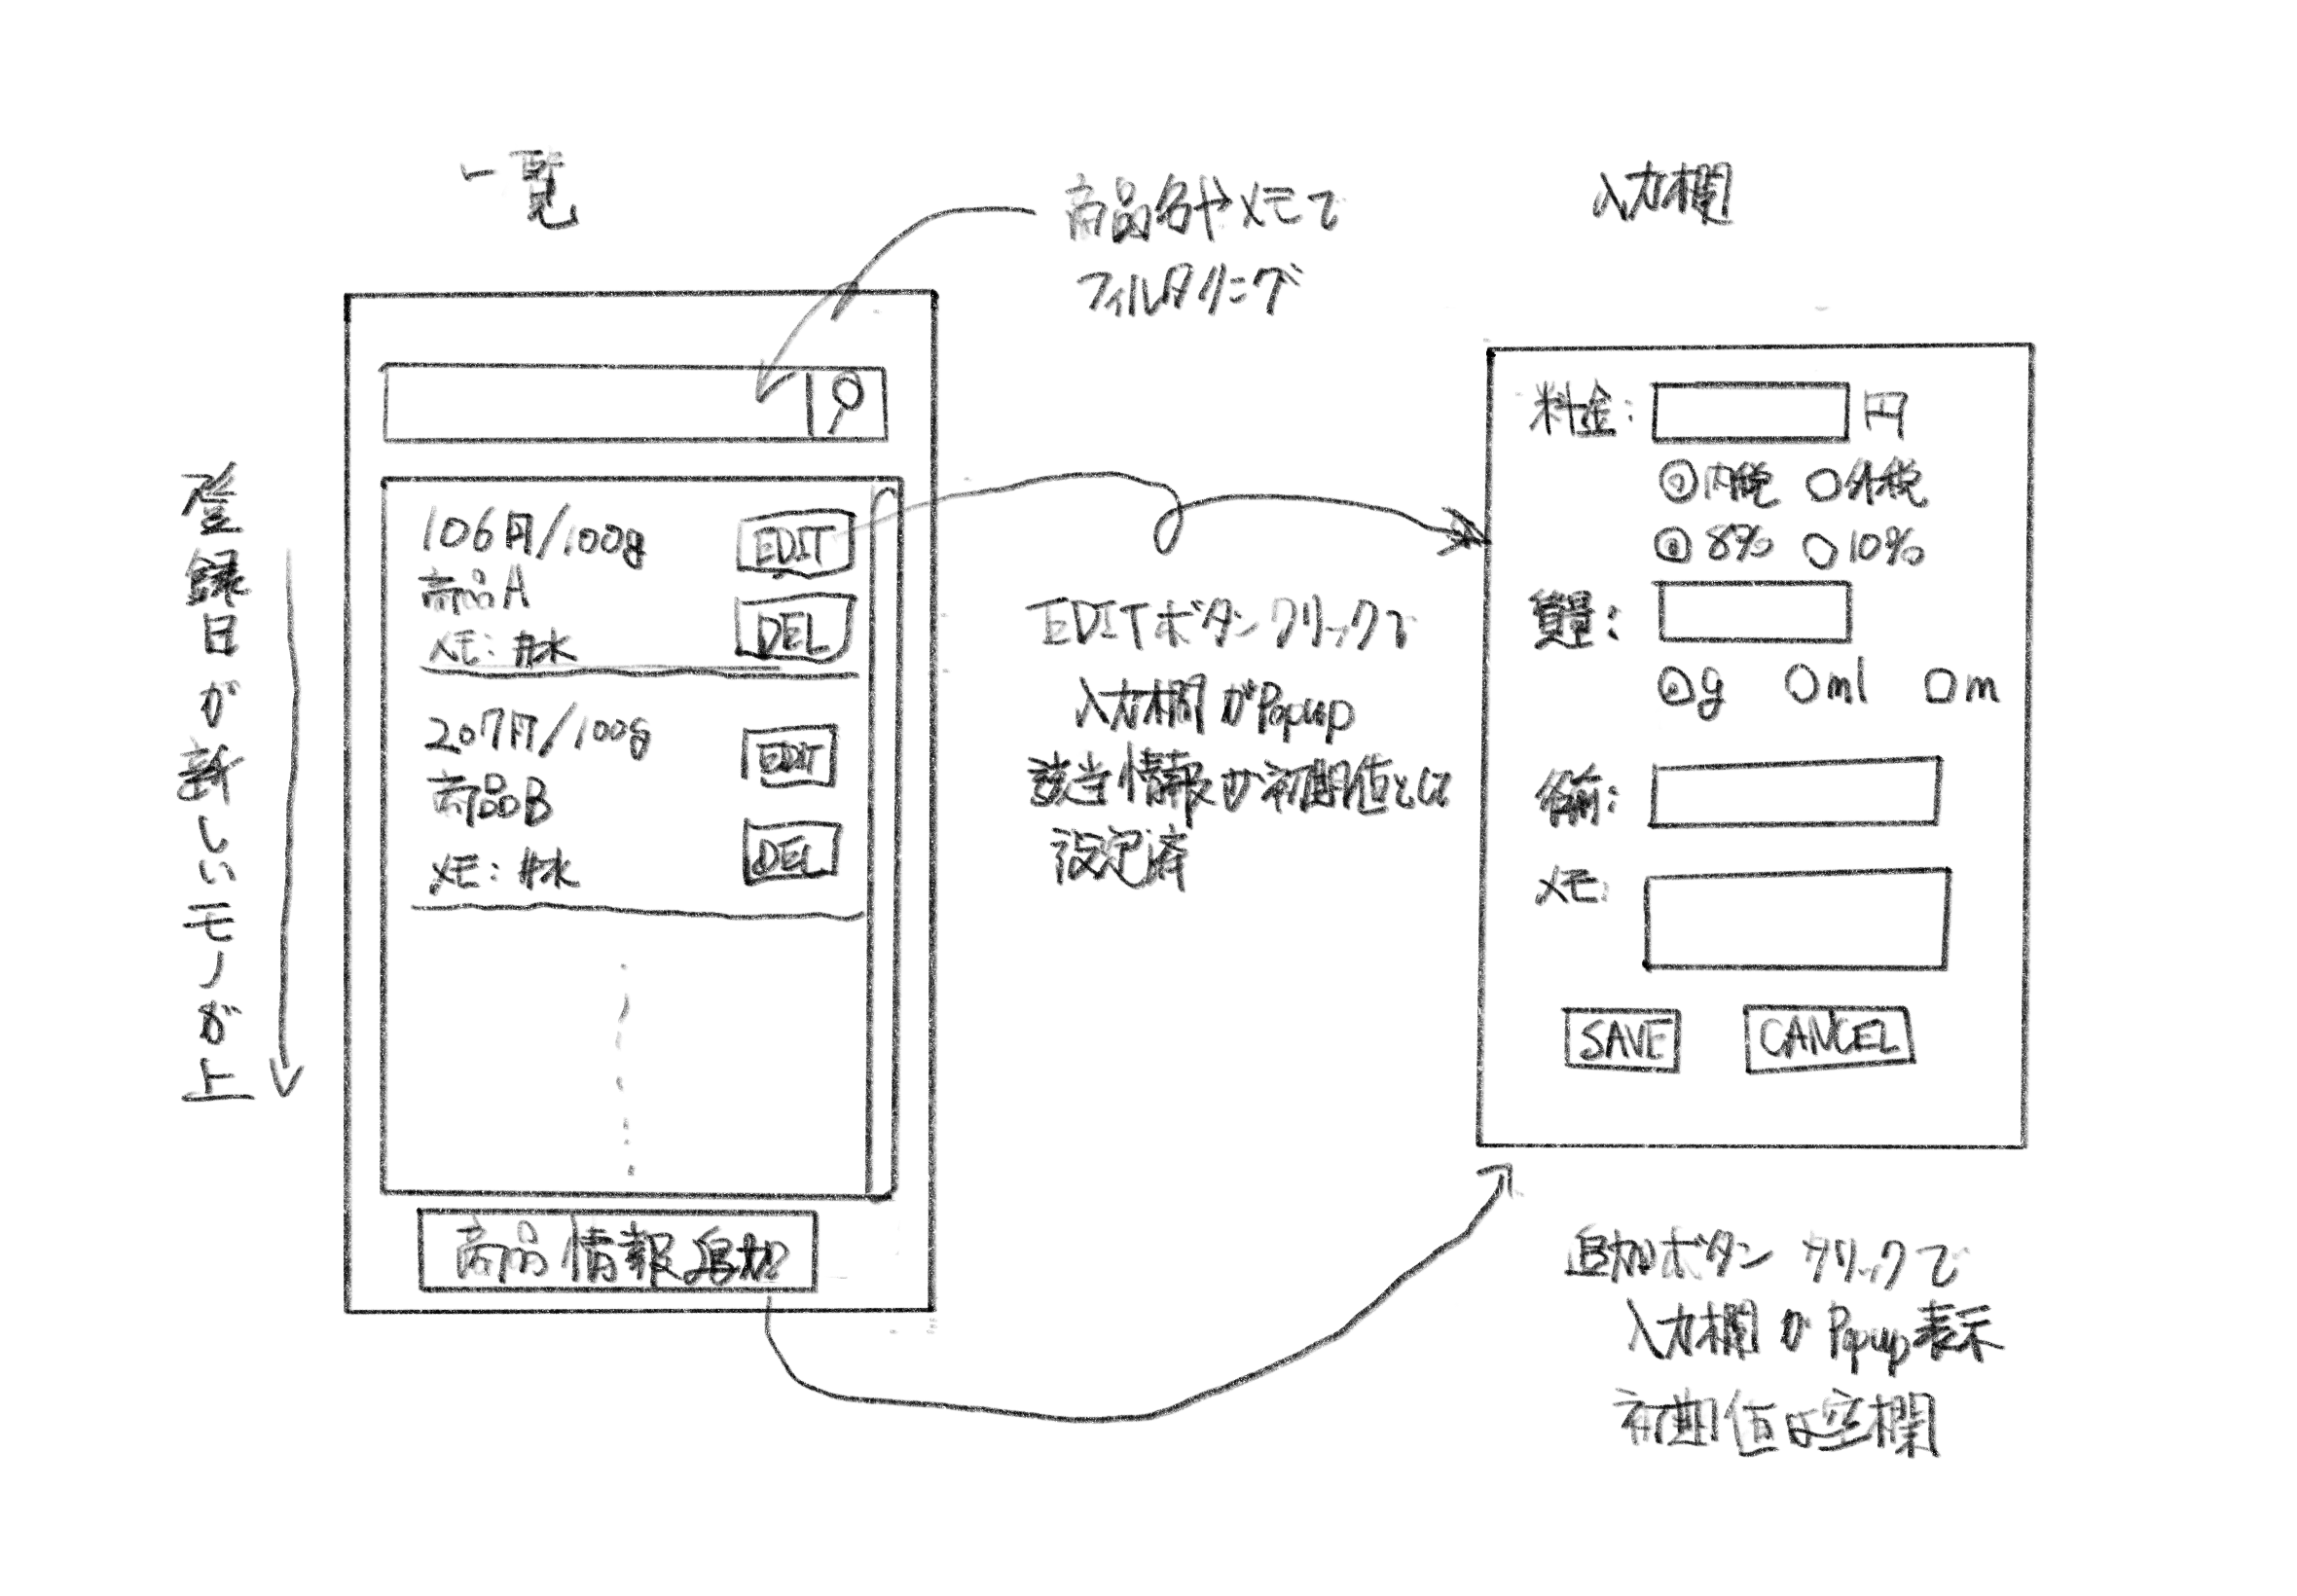 一覧
商品名やメモで
フィルタリング
入力欄
登録日が新しいモノが上
106円/100g
EDIT
商品A
DEL
メモ:
207円/100g
EDIT
商品B
DEL
メモ:
商品情報追加
EDITボタンクリックで
入力欄がPopup
該当情報が初期値として
設定済
料金:
円
内税 外税
8% 10%
質量:
g ml m
名前:
メモ:
SAVE CANCEL
追加ボタンクリックで
入力欄がPopup表示
初期値は空欄